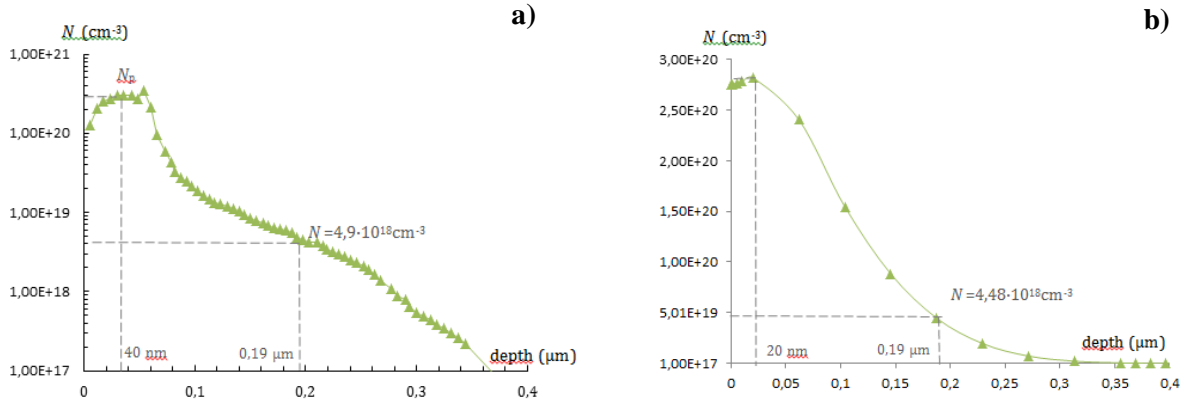 a)
N (cm-3)
1,00E+21
Np
1,00E+20
1,00E+19
N =4,9·10¹⁸cm⁻³
1,00E+18
40 nm
0,19 µm
depth (µm)
1,00E+17
0
0,1
0,2
0,3
0,4
b)
N (cm-3)
3,00E+20
2,50E+20
2,00E+20
1,50E+20
1,00E+20
N =4,48·10¹⁸cm⁻³
5,01E+19
depth (µm)
20 nm
0,19 µm
1,00E+17
0
0,05
0,1
0,15
0,2
0,25
0,3
0,35
0,4